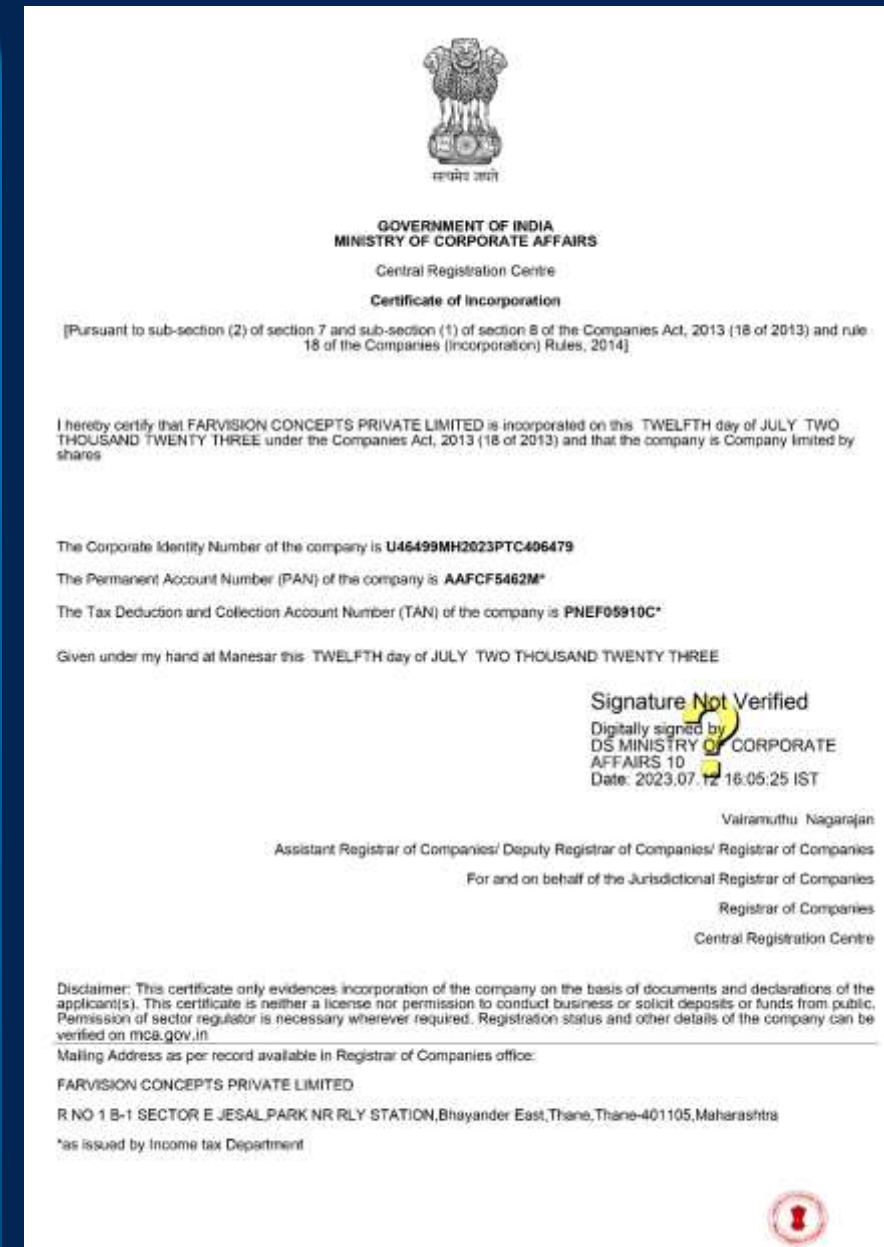 सत्यमेव जयते
GOVERNMENT OF INDIA
MINISTRY OF CORPORATE AFFAIRS
Central Registration Centre
Certificate of Incorporation
[Pursuant to sub-section (2) of section 7 and sub-section (1) of section 8 of the Companies Act, 2013 (18 of 2013) and rule
18 of the Companies (Incorporation) Rules, 2014]
I hereby certify that FARVISION CONCEPTS PRIVATE LIMITED is incorporated on this TWELFTH day of JULY TWO
THOUSAND TWENTY THREE under the Companies Act, 2013 (18 of 2013) and that the company is Company limited by
shares
The Corporate Identity Number of the company is U46499MH2023PTC406479
The Permanent Account Number (PAN) of the company is AAFCF5462M*
The Tax Deduction and Collection Account Number (TAN) of the company is PNEF05910C*
Given under my hand at Manesar this TWELFTH day of JULY TWO THOUSAND TWENTY THREE
Signature Not Verified
Digitally signed by
DS MINISTRY OF CORPORATE
AFFAIRS 10
Date: 2023.07.12 16:05:25 IST
Vairamuthu Nagarajan
Assistant Registrar of Companies/ Deputy Registrar of Companies/ Registrar of Companies
For and on behalf of the Jurisdictional Registrar of Companies
Registrar of Companies
Central Registration Centre
Disclaimer: This certificate only evidences incorporation of the company on the basis of documents and declarations of the
applicant(s). This certificate is neither a license nor permission to conduct business or solicit deposits or funds from public.
Permission of sector regulator is necessary wherever required. Registration status and other details of the company can be
verified on mca.gov.in
Mailing Address as per record available in Registrar of Companies office:
FARVISION CONCEPTS PRIVATE LIMITED
R NO 1 B-1 SECTOR E JESAL,PARK NR RLY STATION,Bhayander East,Thane,Thane-401105,Maharashtra
*as issued by Income tax Department